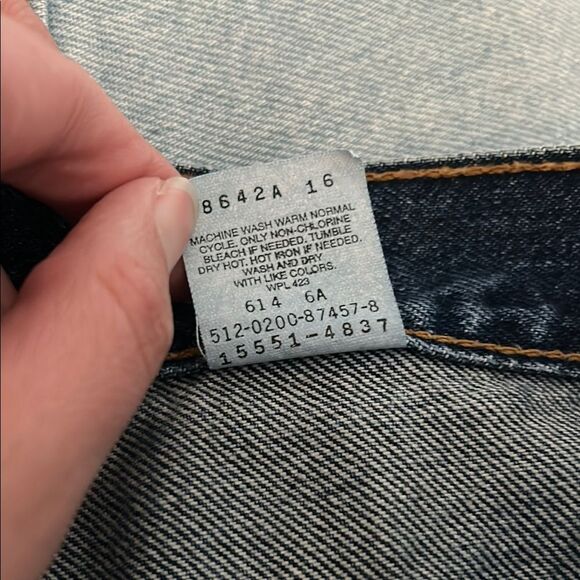 8642A 16
MACHINE WASH WARM NORMAL
CYCLE. ONLY NON-CHLORINE
BLEACH IF NEEDED. TUMBLE
DRY HOT. HOT IRON IF NEEDED.
WASH AND DRY
WITH LIKE COLORS.
WPL 423
614 6A
512-0200-87457-8
15551-4837